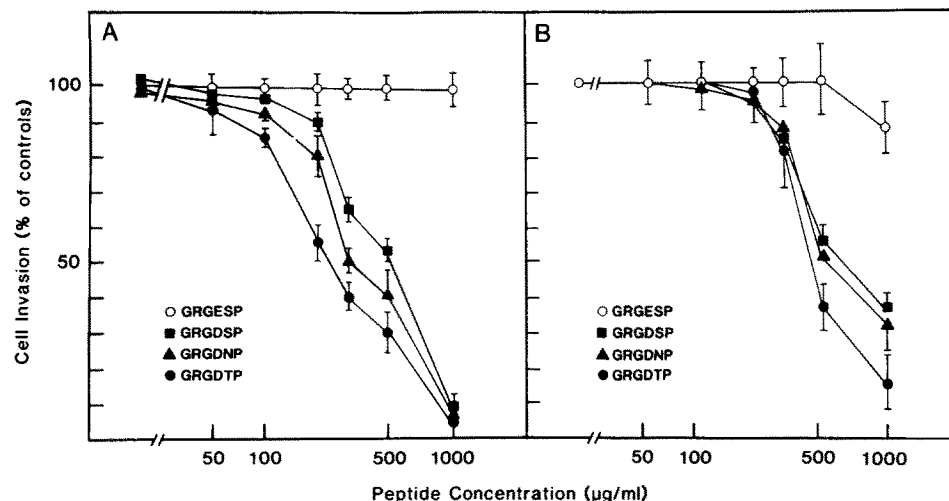 A
B
Cell Invasion (% of controls)
100
50
GRGESP
GRGDSP
GRGDNP
GRGDTP
GRGESP
GRGDSP
GRGDNP
GRGDTP
50 100 500 1000
50 100 500 1000
Peptide Concentration (µg/ml)